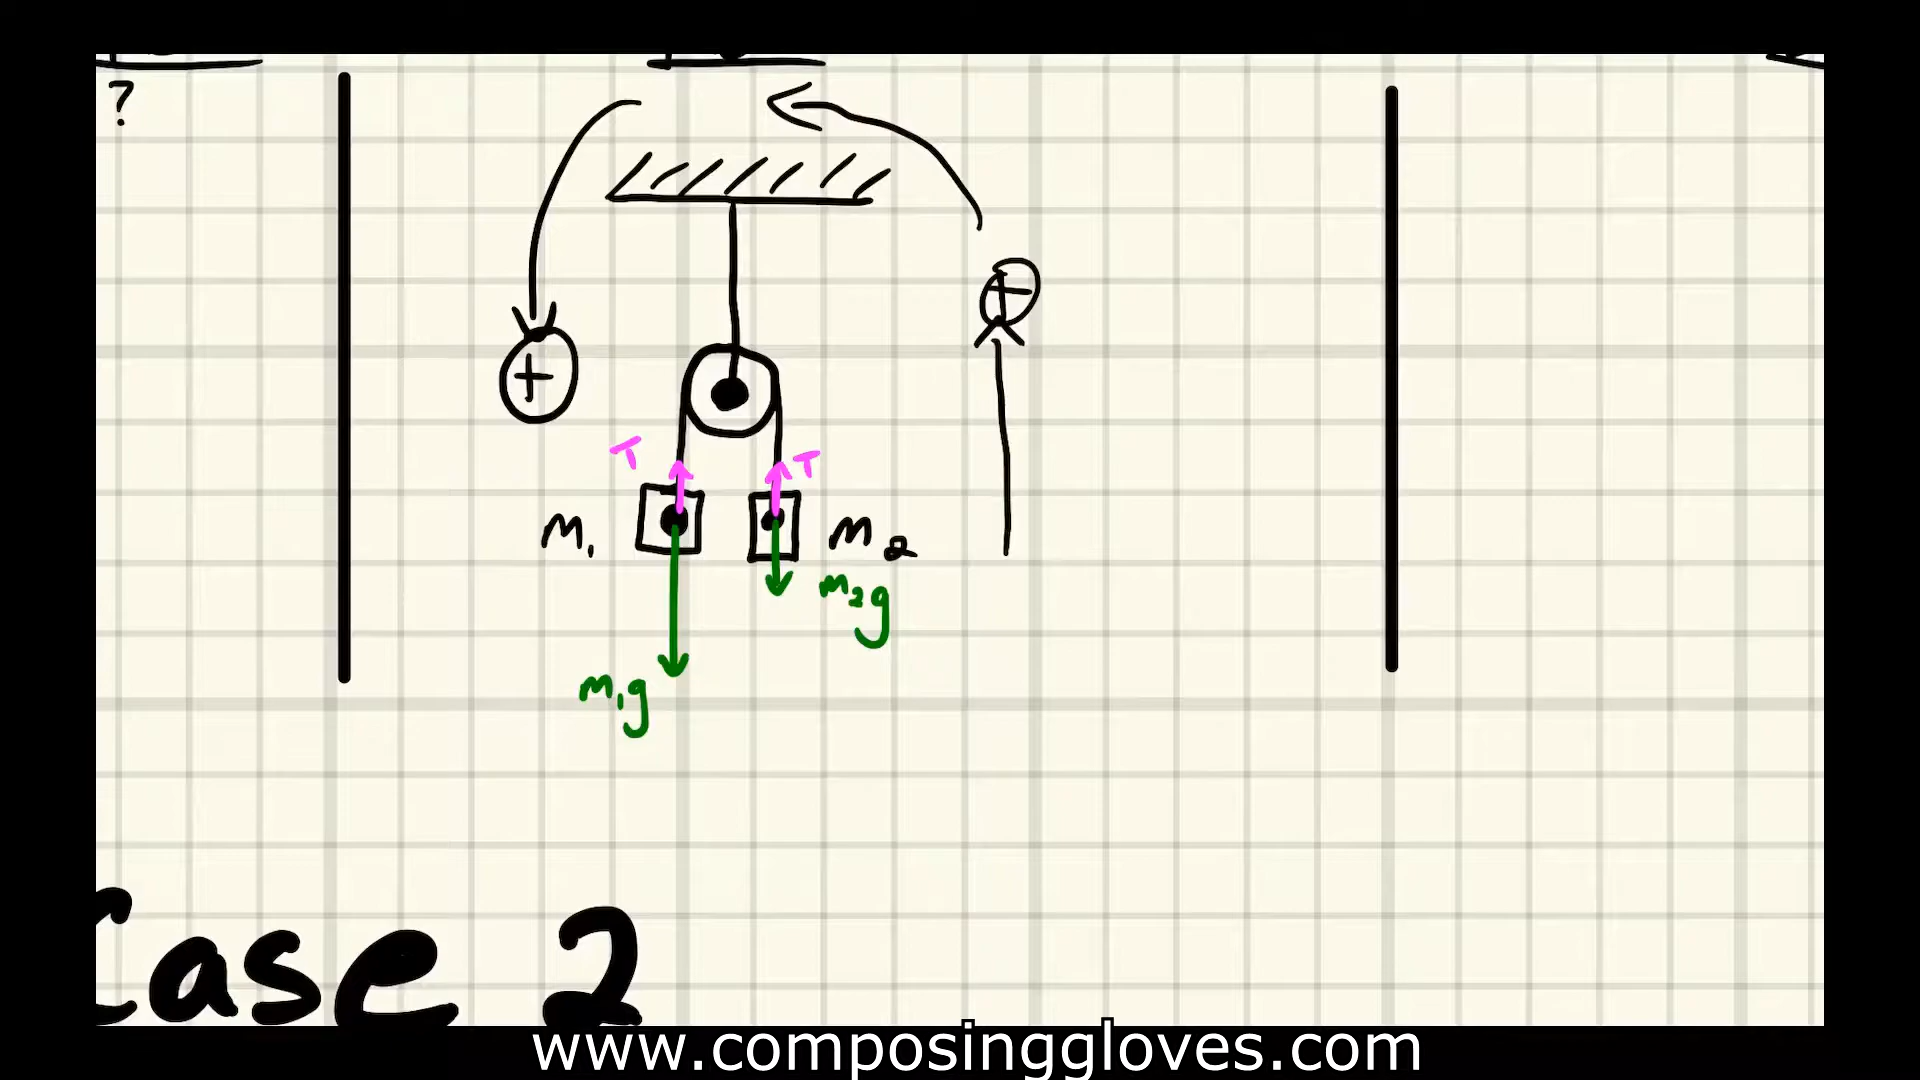 ?
+
+
T
T
M₁
M₂
m₂g
m₁g
Case 2
www.composinggloves.com